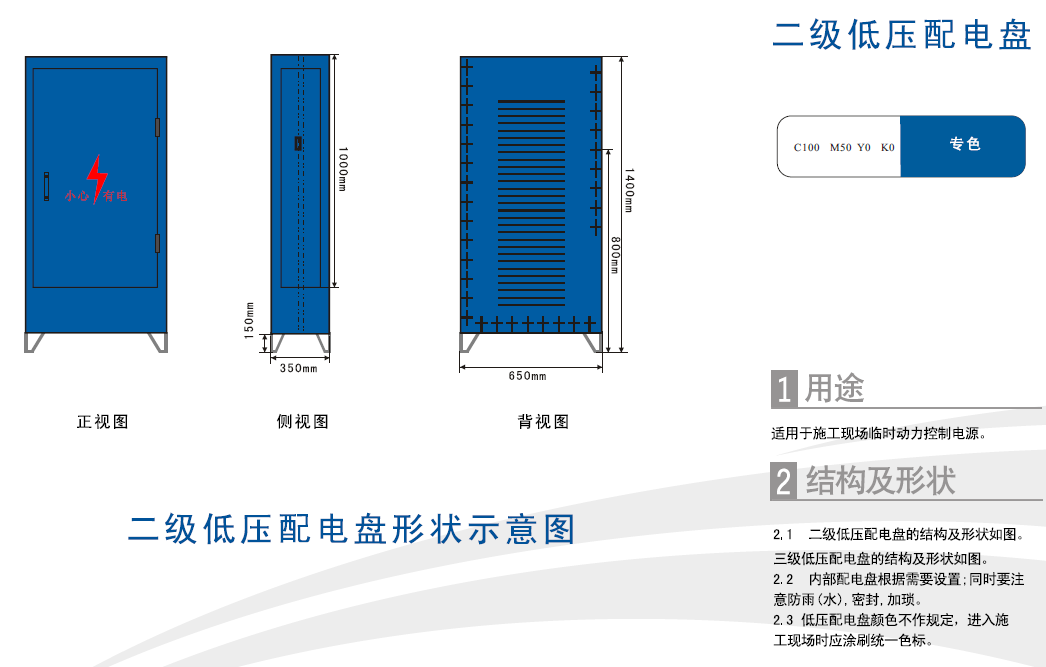 二级低压配电盘
C100 M50 Y0 K0
专色
小心有电
1000mm
150mm
350mm
1400mm
800mm
650mm
正视图
侧视图
背视图
二级低压配电盘形状示意图
1 用途
适用于施工现场临时动力控制电源。
2 结构及形状
2,1 二级低压配电盘的结构及形状如图。
三级低压配电盘的结构及形状如图。
2.2 内部配电盘根据需要设置;同时要注
意防雨(水),密封,加琐。
2.3 低压配电盘颜色不作规定，进入施
工现场时应涂刷统一色标。